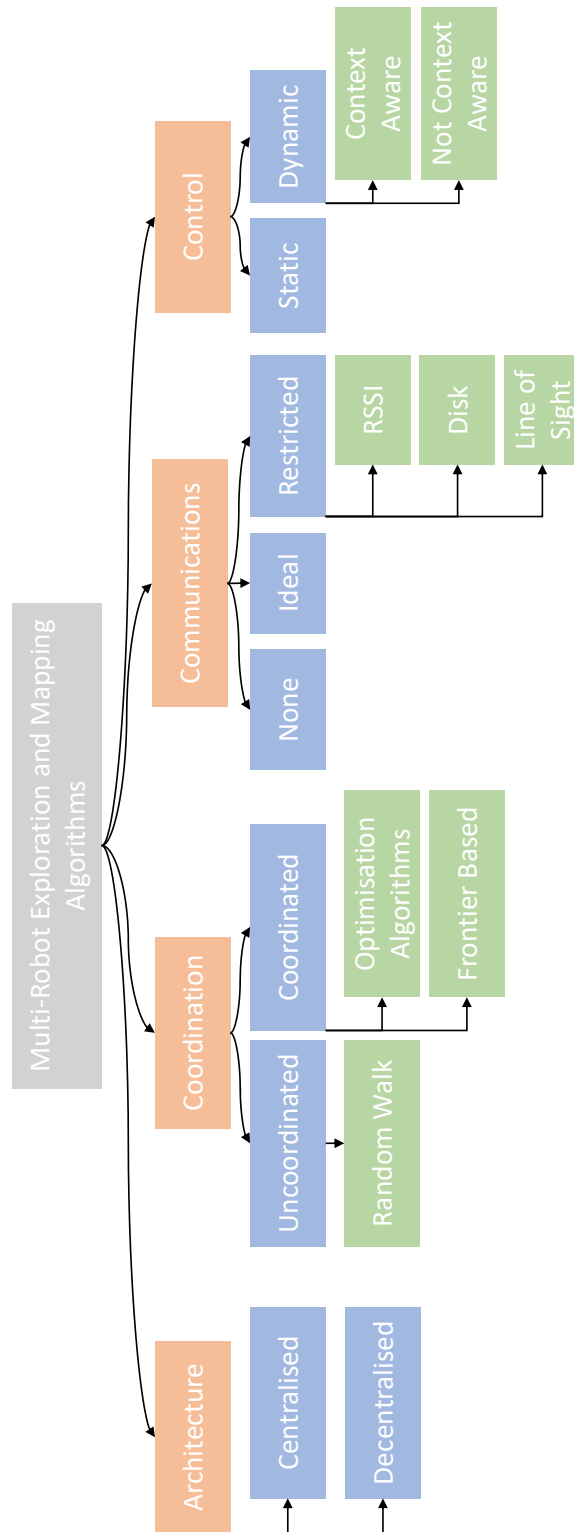 Multi-Robot Exploration and Mapping
Algorithms
Architecture
Coordination
Communications
Control
Centralised
Decentralised
Uncoordinated
Coordinated
Random Walk
Optimisation
Algorithms
Frontier Based
None
Ideal
Restricted
RSSI
Disk
Line of
Sight
Static
Dynamic
Context
Aware
Not Context
Aware